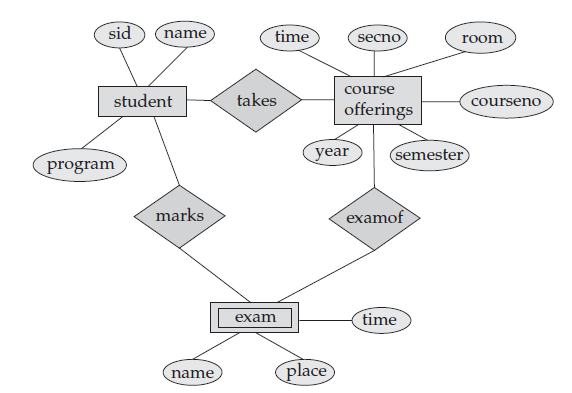 sid
name
time
secno
room
student
takes
course
offerings
courseno
program
year
semester
marks
examof
exam
time
name
place